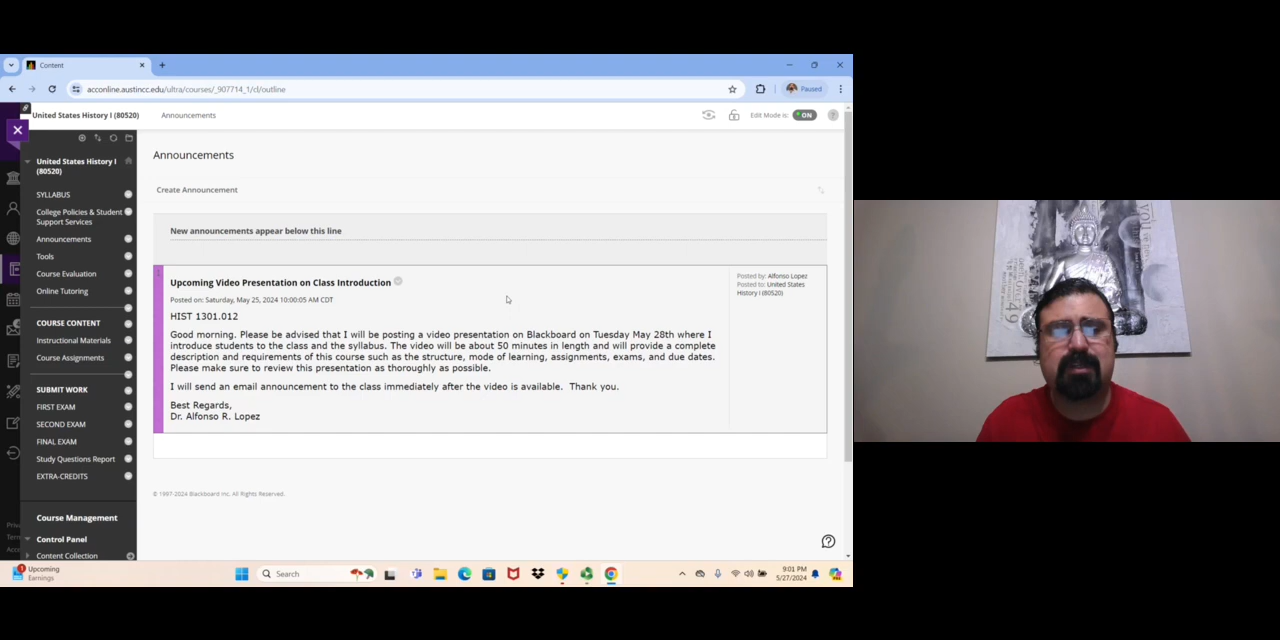 Content
acconline.austincc.edu/ultra/courses/_907714_1/cl/outline
Paused
United States History I (80520)
Announcements
Edit Mode is: ON
United States History I
(80520)
SYLLABUS
College Policies & Student
Support Services
Announcements
Tools
Course Evaluation
Online Tutoring
COURSE CONTENT
Instructional Materials
Course Assignments
SUBMIT WORK
FIRST EXAM
SECOND EXAM
FINAL EXAM
Study Questions Report
EXTRA-CREDITS
Course Management
Control Panel
Content Collection
Priv
Term
Acce
Announcements
Create Announcement
New announcements appear below this line
Upcoming Video Presentation on Class Introduction
Posted on: Saturday, May 25, 2024 10:00:05 AM CDT
HIST 1301.012
Good morning. Please be advised that I will be posting a video presentation on Blackboard on Tuesday May 28th where I
introduce students to the class and the syllabus. The video will be about 50 minutes in length and will provide a complete
description and requirements of this course such as the structure, mode of learning, assignments, exams, and due dates.
Please make sure to review this presentation as thoroughly as possible.
I will send an email announcement to the class immediately after the video is available. Thank you.
Best Regards,
Dr. Alfonso R. Lopez
Posted by: Alfonso Lopez
Posted to: United States
History I (80520)
© 1997-2024 Blackboard Inc. All Rights Reserved.
1
Upcoming
Earnings
Search
9:01 PM
5/27/2024
you
49